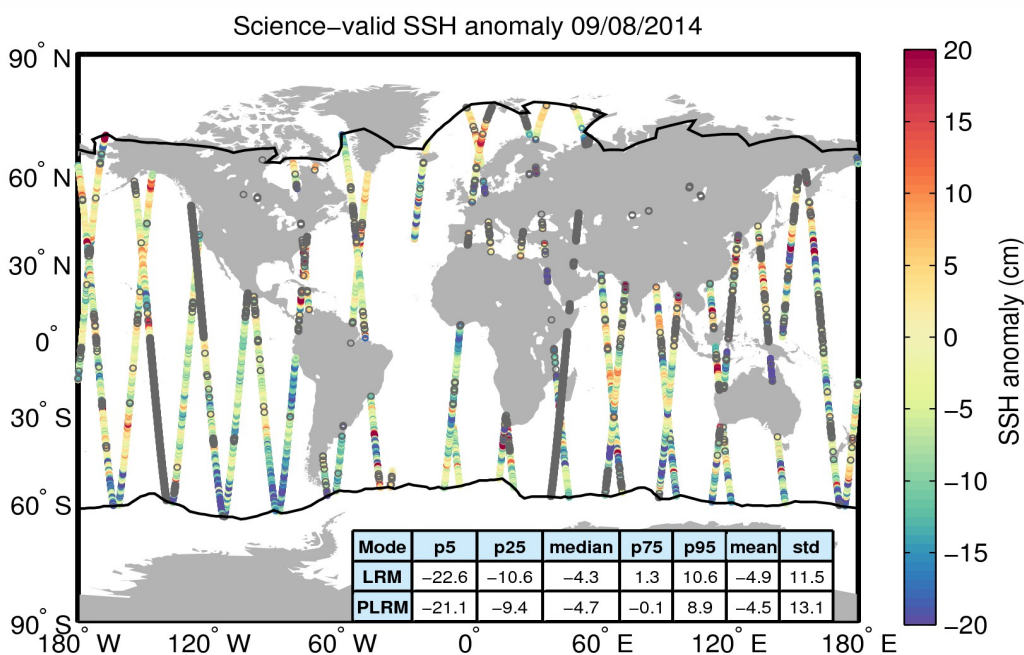 Science−valid SSH anomaly 09/08/2014
90° N
60° N
30° N
0°
30° S
60° S
90° S
180° W
120° W
60° W
0°
60° E
120° E
180° E
Mode p5 p25 median p75 p95 mean std
LRM −22.6 −10.6 −4.3 1.3 10.6 −4.9 11.5
PLRM −21.1 −9.4 −4.7 −0.1 8.9 −4.5 13.1
20
15
10
5
0
−5
−10
−15
−20
SSH anomaly (cm)